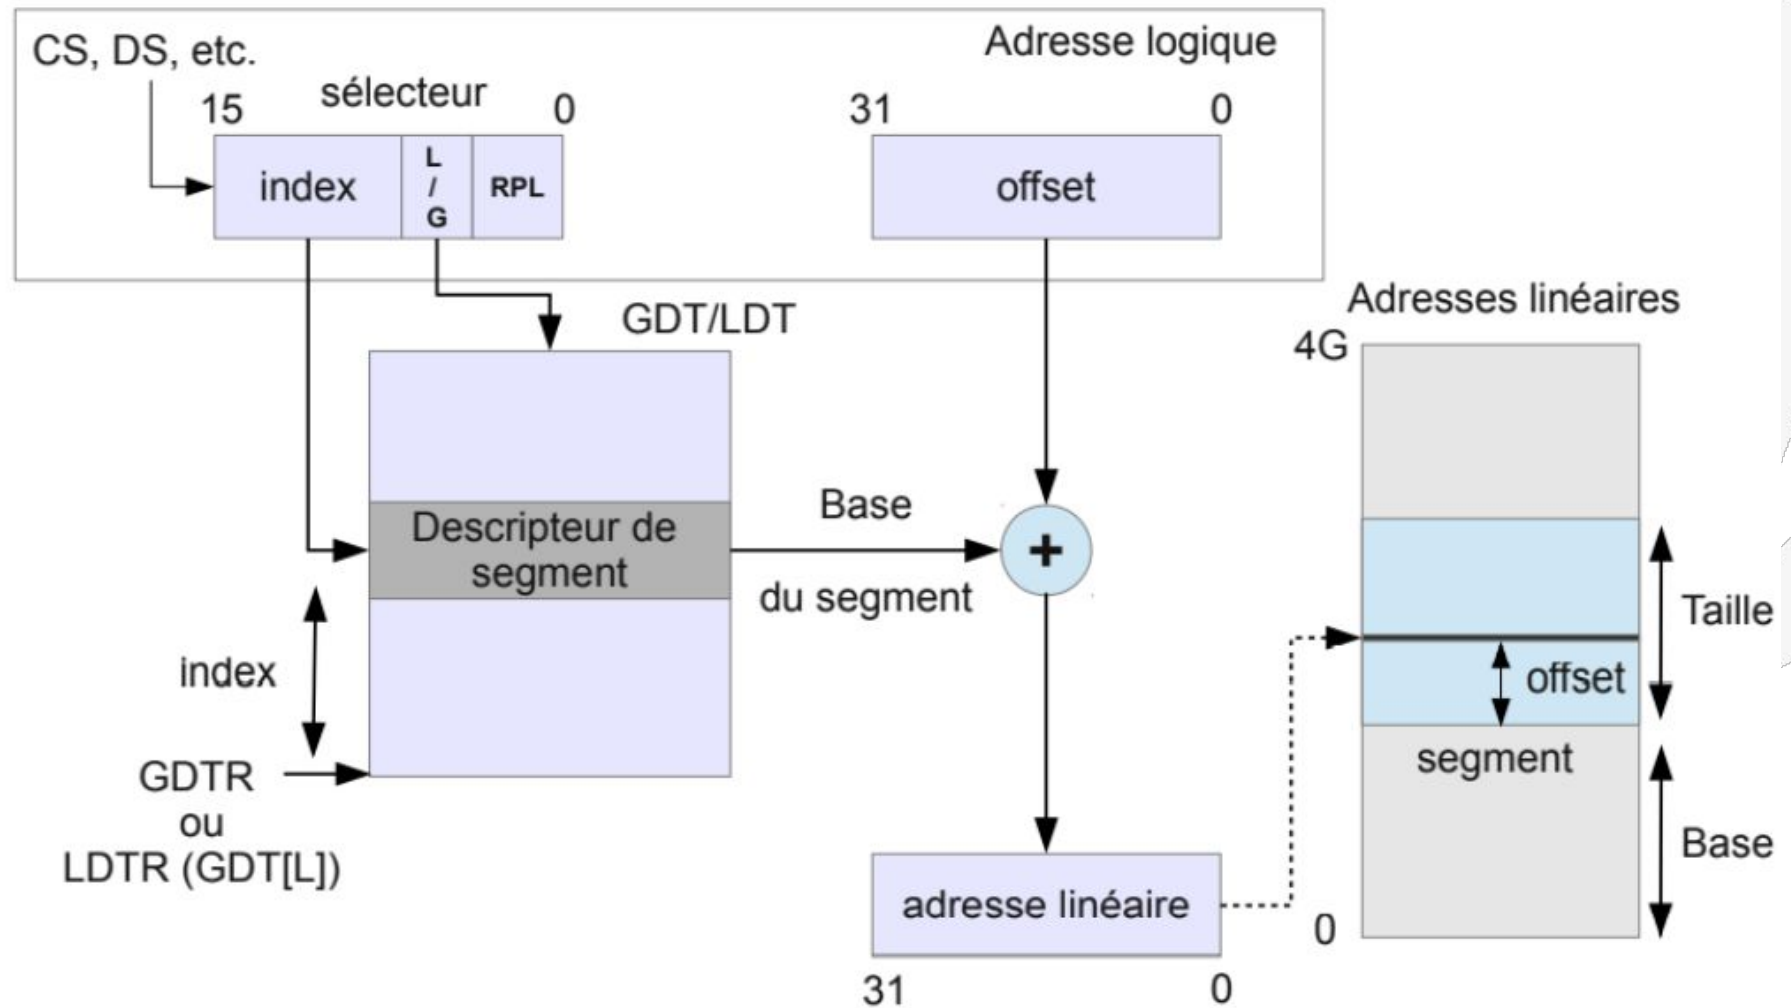 CS, DS, etc.
Adresse logique
sélecteur
15
0
31
0
index
L
/
G
RPL
offset
GDT/LDT
Adresses linéaires
4G
Descripteur de
segment
Base
du segment
+
Taille
offset
index
segment
GDTR
ou
LDTR (GDT[L])
Base
adresse linéaire
0
31
0